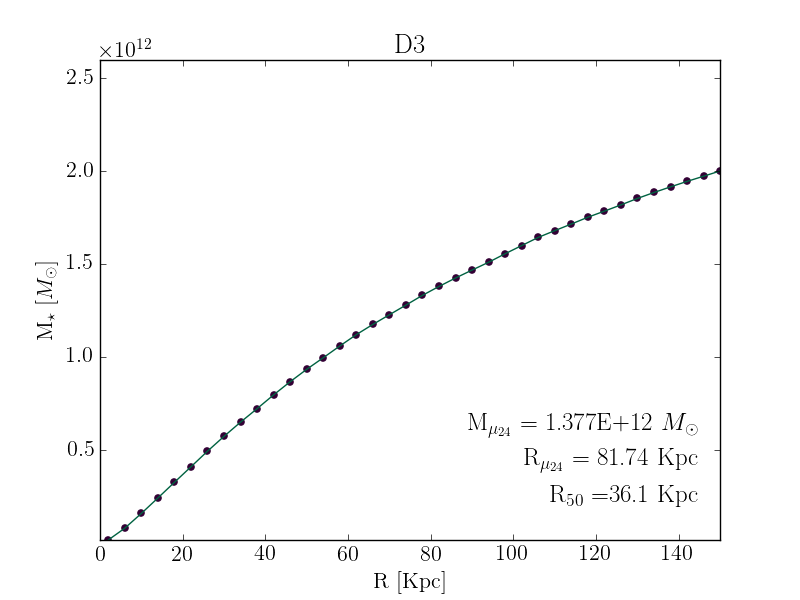 D3
×10¹²
2.5
2.0
1.5
1.0
0.5
M⋆ [M⊙]
M_μ₂₄ = 1.377E+12 M⊙
R_μ₂₄ = 81.74 Kpc
R₅₀ =36.1 Kpc
0 20 40 60 80 100 120 140
R [Kpc]